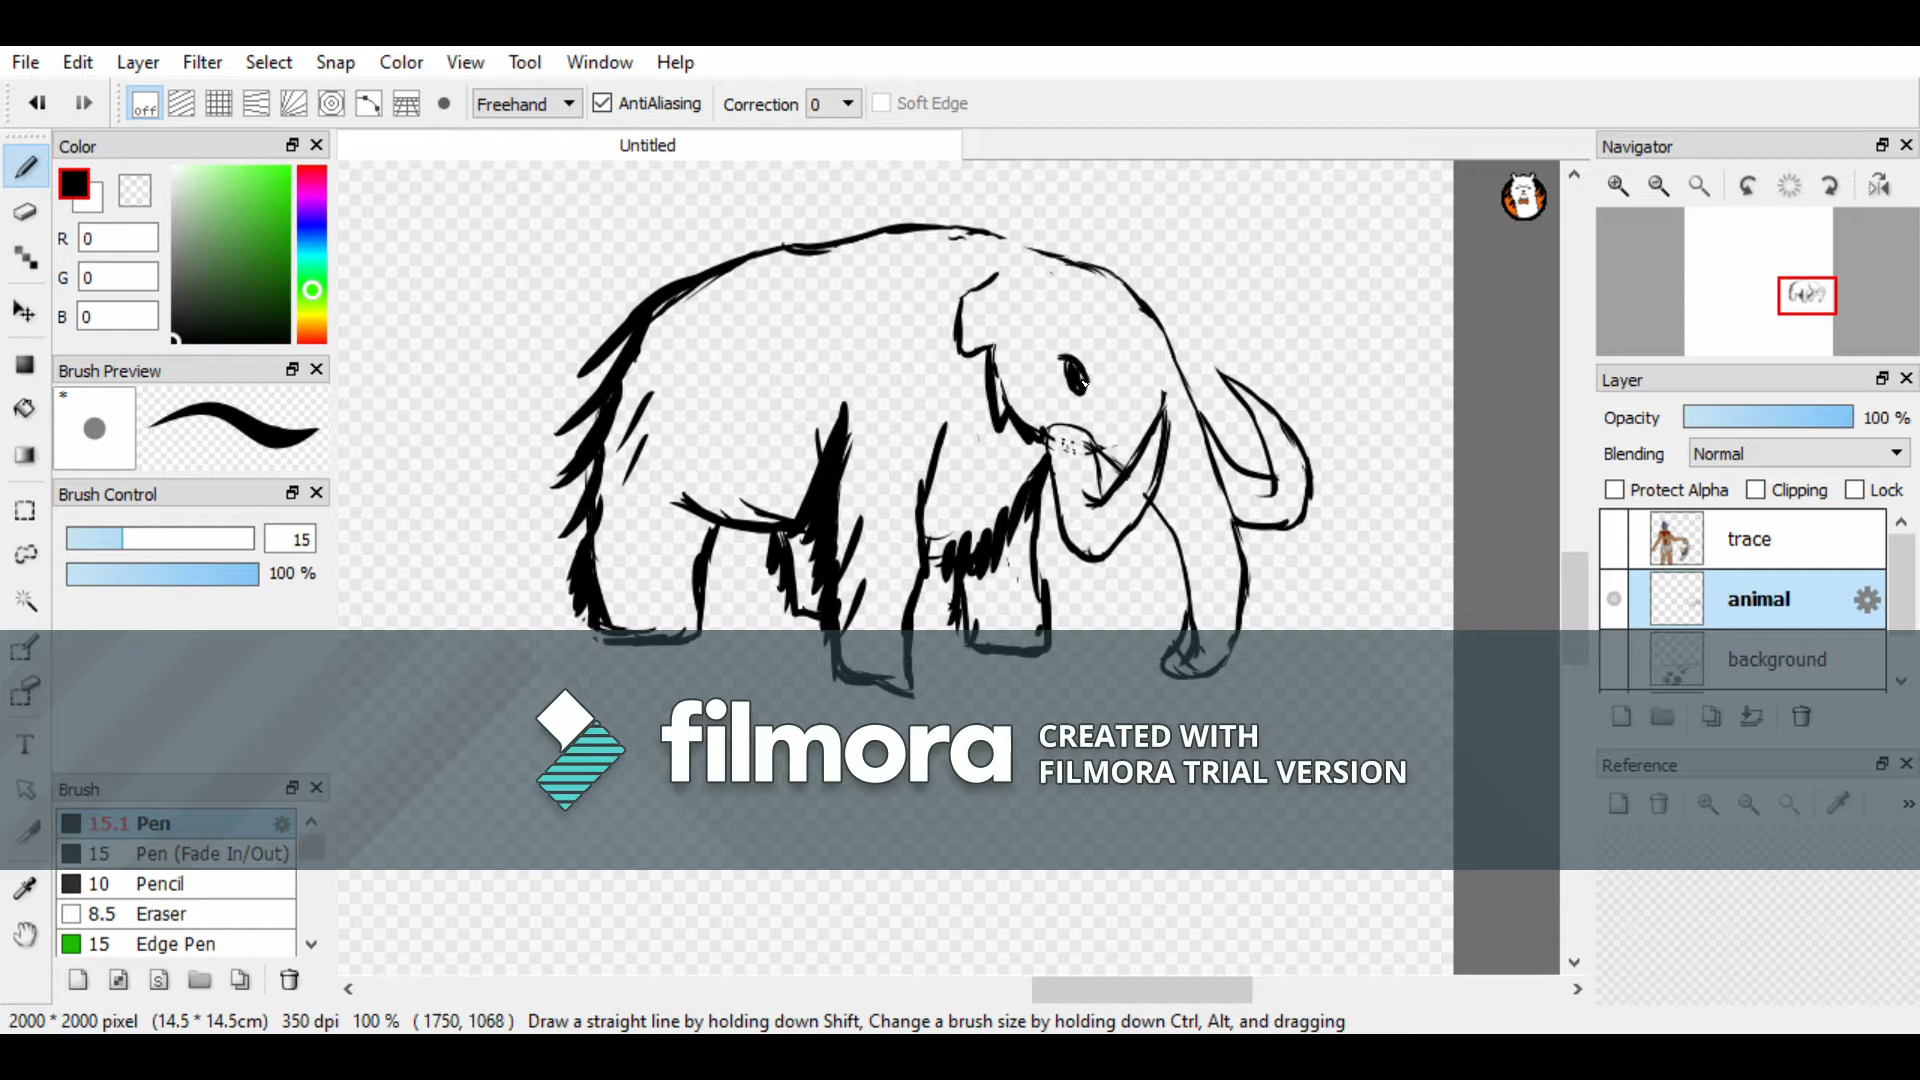 File Edit Layer Filter Select Snap Color View Tool Window Help
off Freehand AntiAliasing Correction 0 Soft Edge
Color
Untitled
Navigator
R 0
G 0
B 0
Brush Preview
*
Layer
Opacity 100 %
Blending Normal
Protect Alpha Clipping Lock
Brush Control
15
100 %
trace
animal
background
T
filmora
CREATED WITH
FILMORA TRIAL VERSION
Reference
Brush
15.1 Pen
15 Pen (Fade In/Out)
10 Pencil
8.5 Eraser
15 Edge Pen
S
2000 * 2000 pixel (14.5 * 14.5cm) 350 dpi 100 % ( 1750, 1068 ) Draw a straight line by holding down Shift, Change a brush size by holding down Ctrl, Alt, and dragging